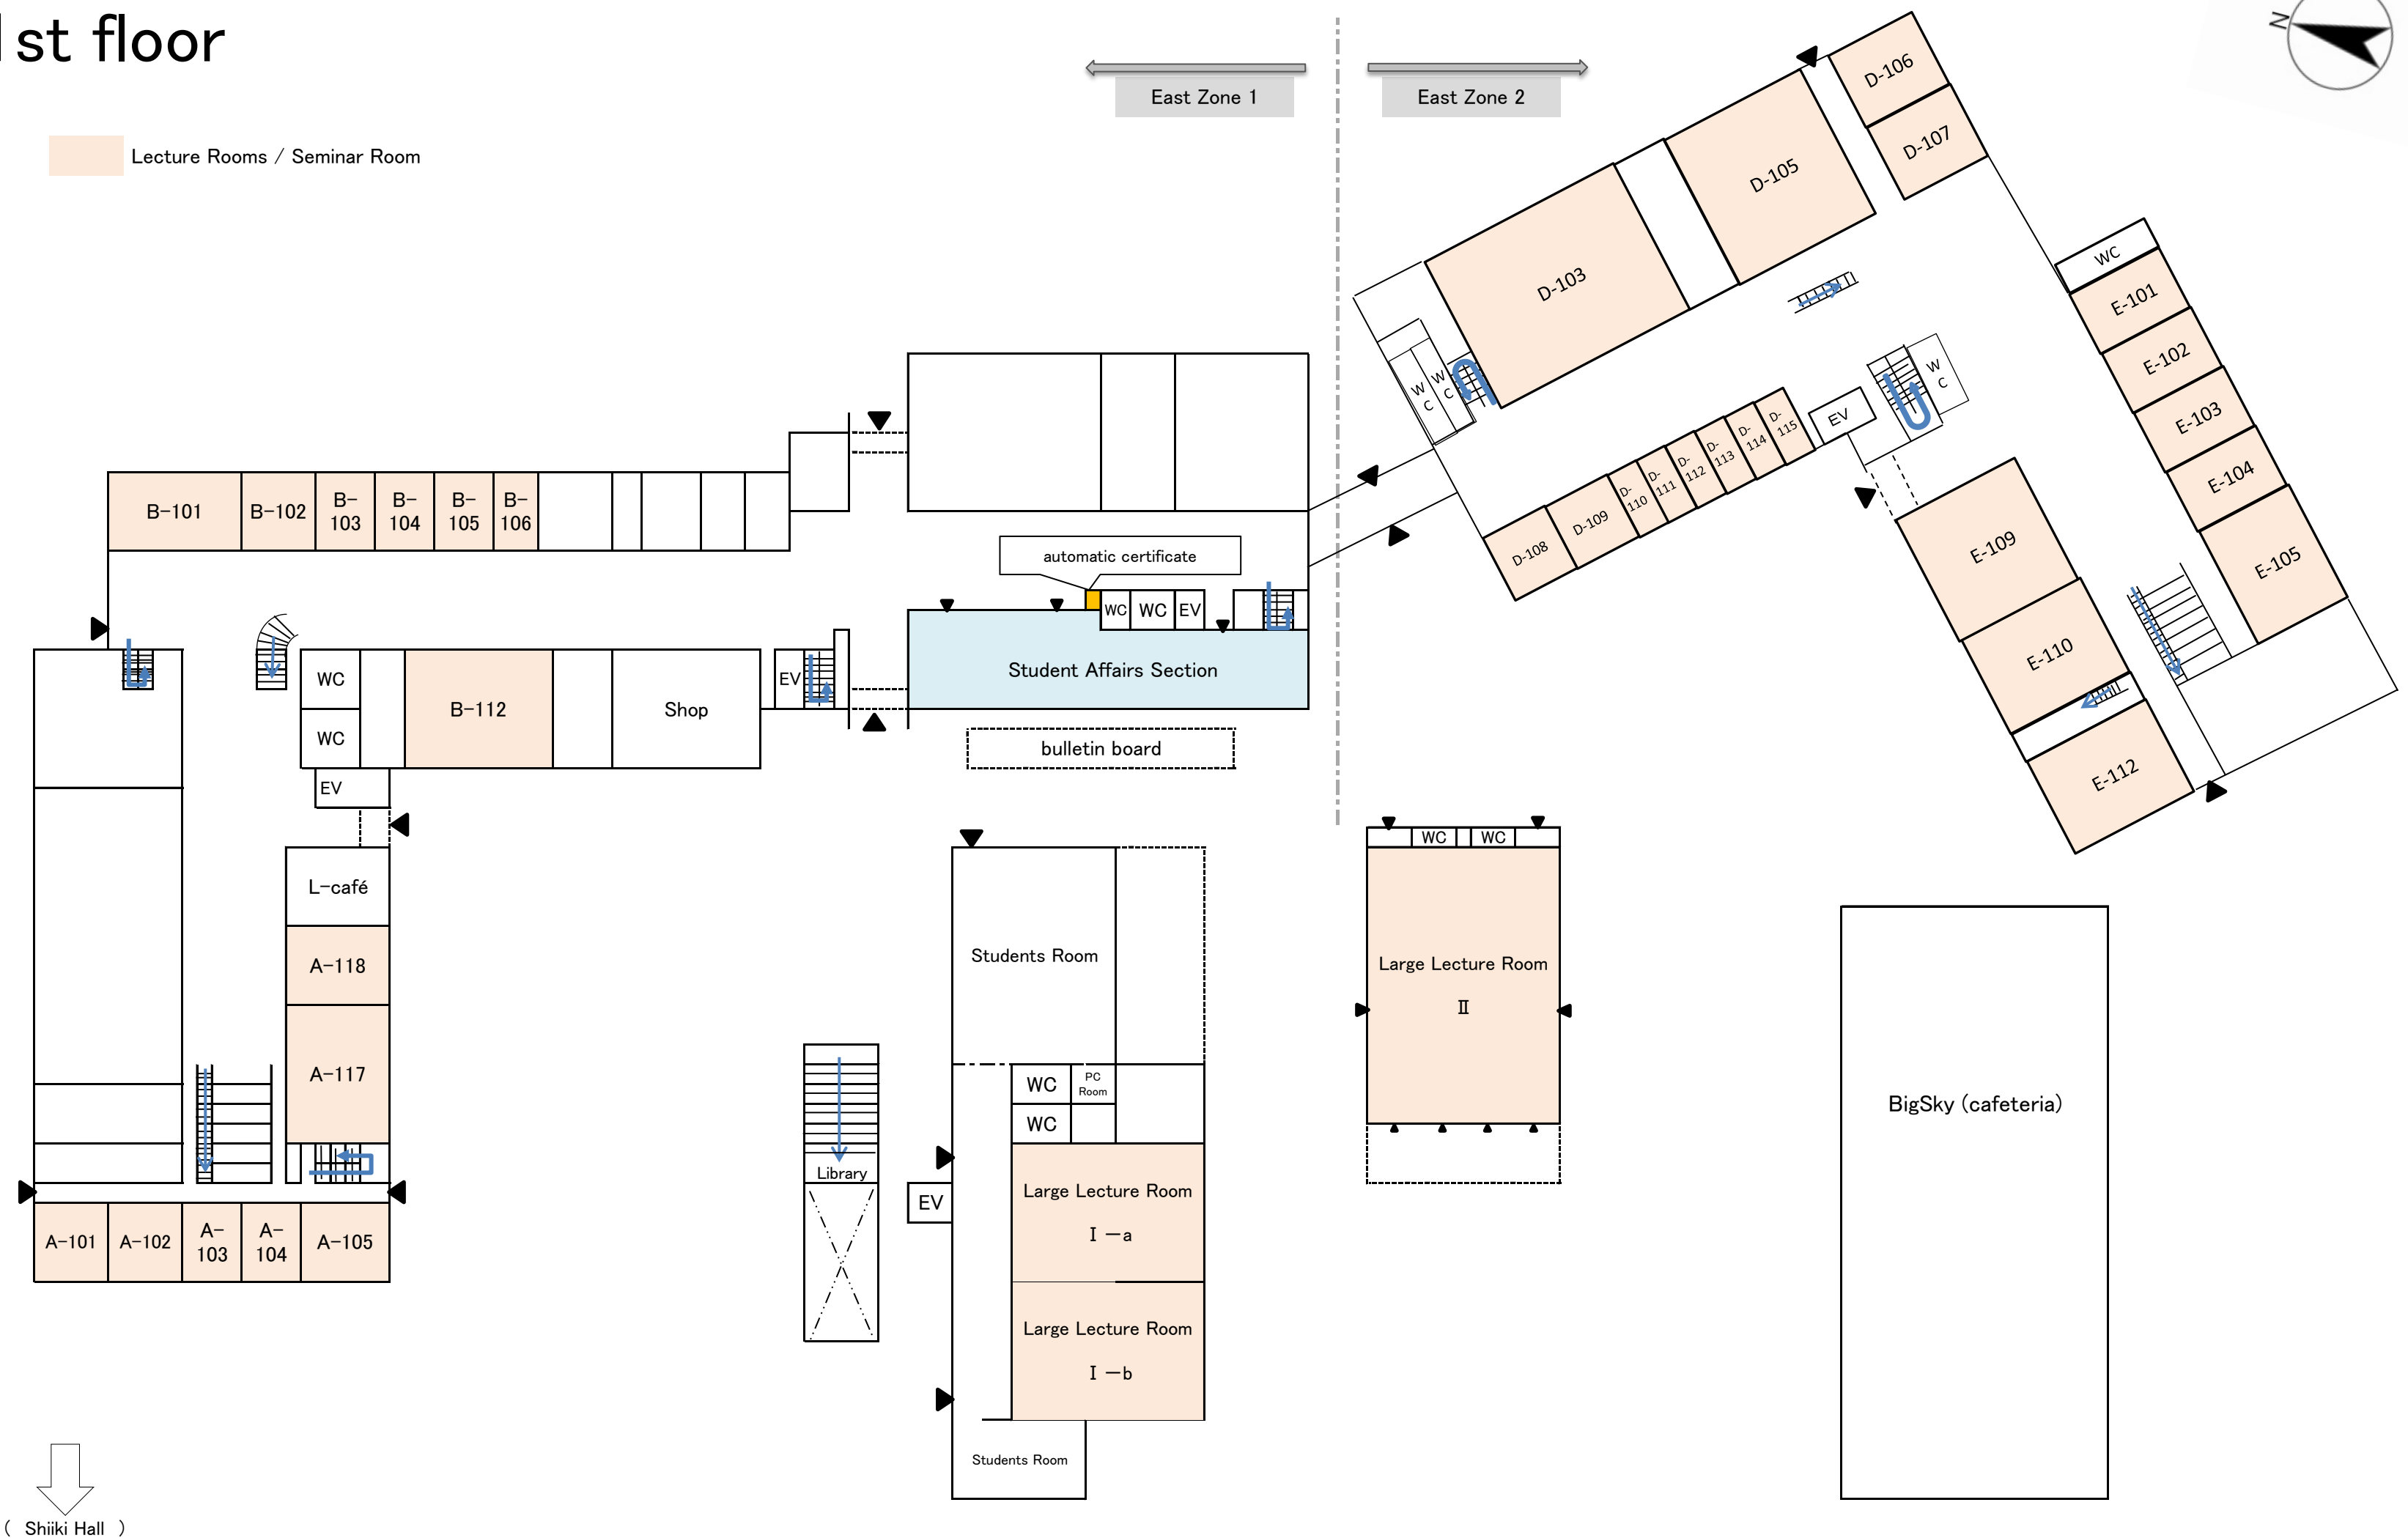 1st floor
N
East Zone 1
East Zone 2
Lecture Rooms / Seminar Room
D-106
D-107
D-105
D-103
WC
E-101
E-102
E-103
E-104
E-105
W
C
W
C
W
C
EV
D-
115
D-
114
D-
113
D-
112
D-
111
D-
110
D-109
D-108
E-109
E-110
E-112
B-101
B-102
B-
103
B-
104
B-
105
B-
106
automatic certificate
WC
WC
EV
Student Affairs Section
bulletin board
WC
WC
B-112
Shop
EV
EV
L-café
A-118
A-117
A-101
A-102
A-
103
A-
104
A-105
Library
EV
Students Room
WC
PC
Room
WC
Large Lecture Room
Ⅰ-a
Large Lecture Room
Ⅰ-b
Students Room
WC
WC
Large Lecture Room
Ⅱ
BigSky (cafeteria)
( Shiiki Hall )